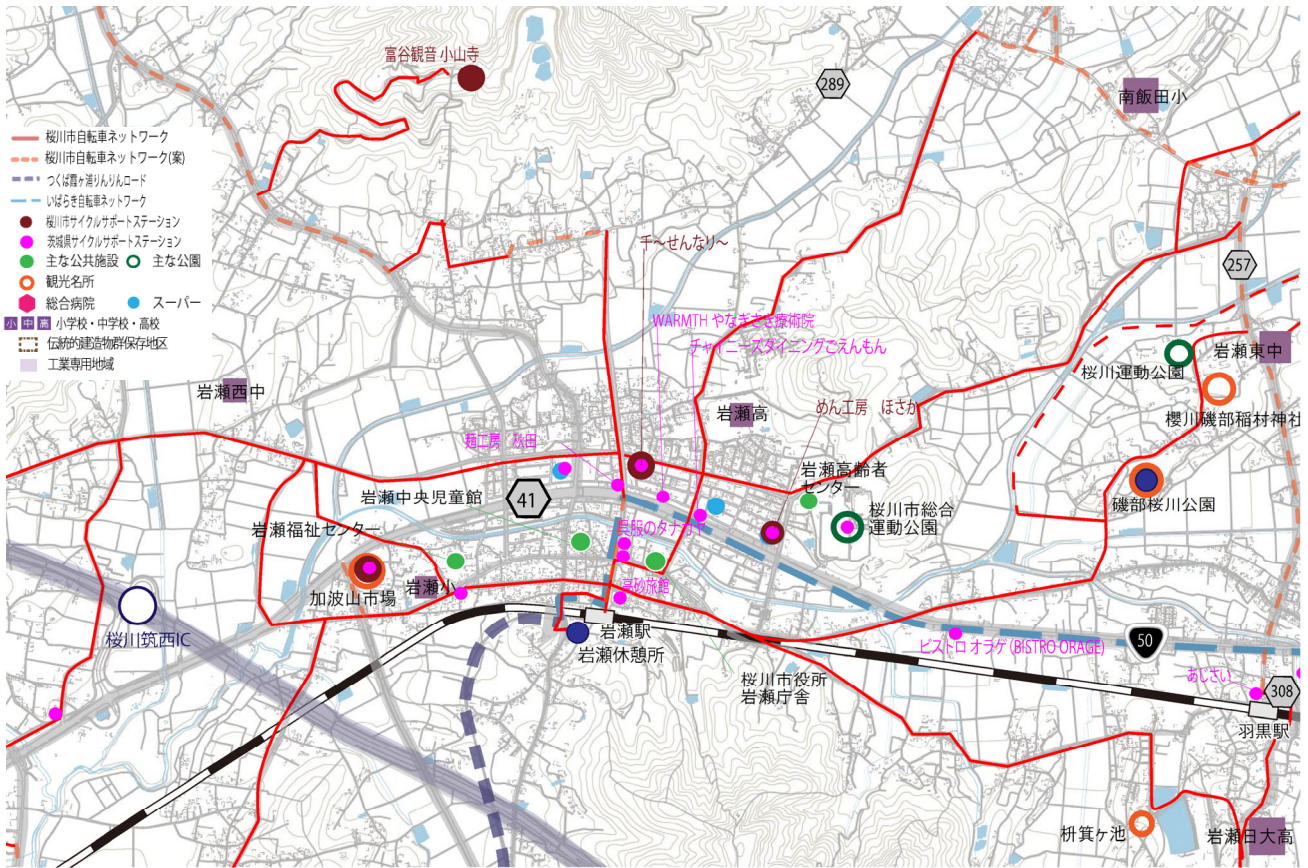 富谷観音 小山寺
289
南飯田小
桜川市自転車ネットワーク
桜川市自転車ネットワーク(案)
つくば霞ヶ浦りんりんロード
いばらき自転車ネットワーク
桜川市サイクルサポートステーション
茨城県サイクルサポートステーション
主な公共施設
主な公園
観光名所
総合病院
スーパー
小 中 高 小学校・中学校・高校
伝統的建造物群保存地区
工業専用地域
千~せんなり~
257
WARMTH やなぎさき療術院
チャイニーズダイニングごえんもん
岩瀬東中
桜川運動公園
岩瀬西中
岩瀬高
めん工房 ほさか
櫻川磯部稲村神社
麺工房 秋田
岩瀬高齢者
センター
岩瀬中央児童館
41
桜川市総合
運動公園
磯部桜川公園
岩瀬福祉センター
呉服のタナカヤ
岩瀬小
高砂旅館
加波山市場
桜川筑西IC
岩瀬駅
岩瀬休憩所
ビストロ オラゲ (BISTRO ORAGE)
50
桜川市役所
岩瀬庁舎
あじさい
308
羽黒駅
枡箕ヶ池
岩瀬日大高